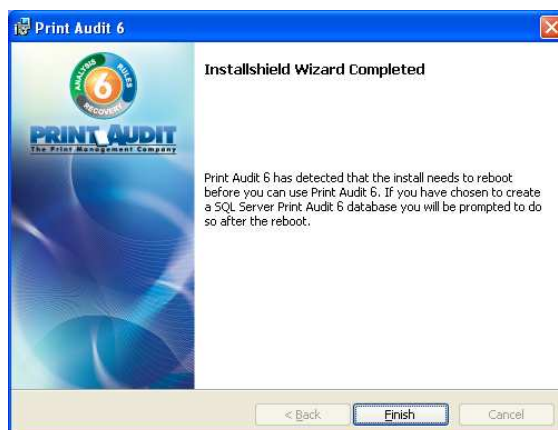 Print Audit 6
ANALYSIS
RULES
6
RECOVERY
PRINT AUDIT
The Print Management Company
Installshield Wizard Completed
Print Audit 6 has detected that the install needs to reboot
before you can use Print Audit 6. If you have chosen to create
a SQL Server Print Audit 6 database you will be prompted to do
so after the reboot.
< Back
Finish
Cancel